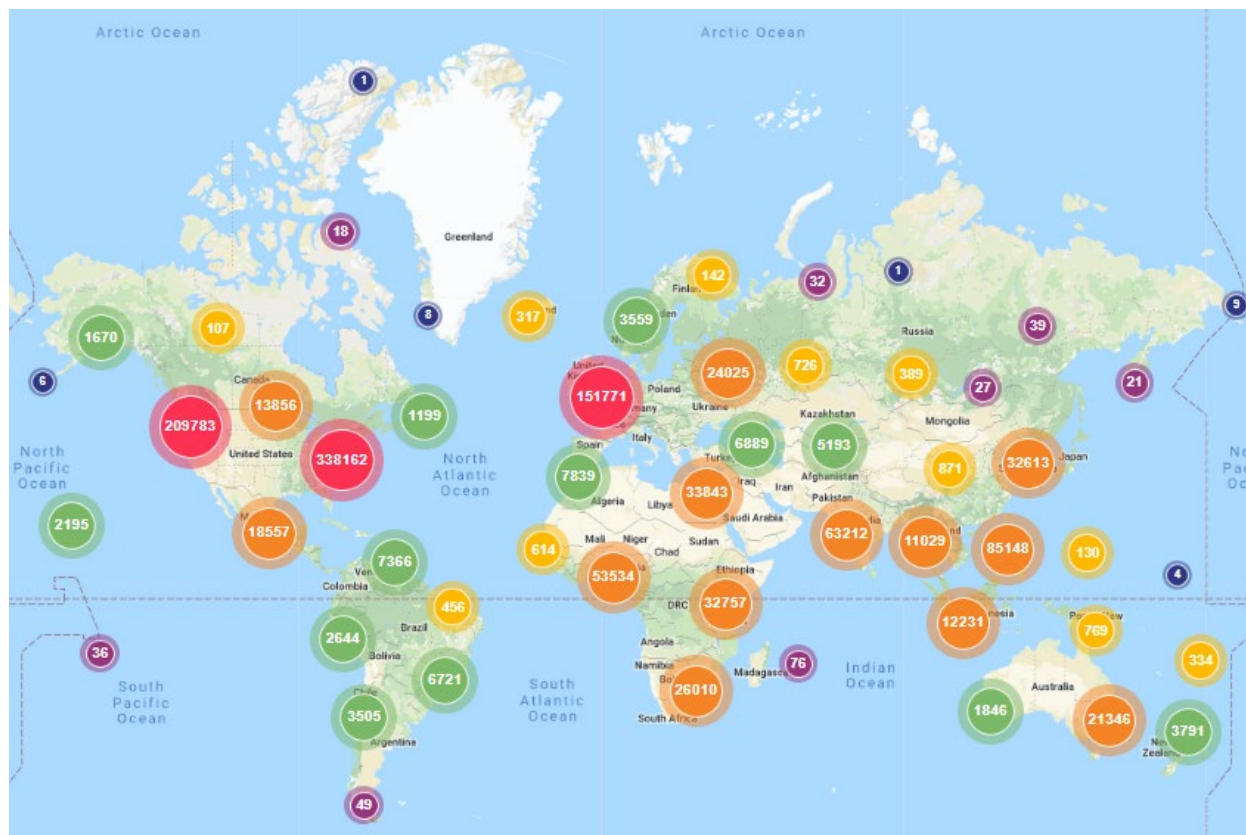 Arctic Ocean
Arctic Ocean
1
18
Greenland
142
32
1
9
8
317
3559
Russia
39
1670
107
6
Canada
Poland
24025
726
389
27
21
13856
151771
1199
Ukraine
Kazakhstan
Mongolia
209783
338162
United States
Spain
Italy
6889
5193
Japan
North
Pacific
Ocean
North
Atlantic
Ocean
7839
Algeria
Iran
Afghanistan
Pakistan
871
32613
33843
Saudi Arabia
2195
18557
Mali
Niger
Chad
Sudan
63212
11029
85148
130
614
7366
Colombia
53534
Ethiopia
4
456
Brazil
DRC
32757
12231
769
2644
Bolivia
Angola
36
Namibia
Madagascar
76
Indian
Ocean
334
South
Pacific
Ocean
6721
South
Atlantic
Ocean
26010
Australia
1846
3505
South Africa
21346
3791
Argentina
Zealand
49